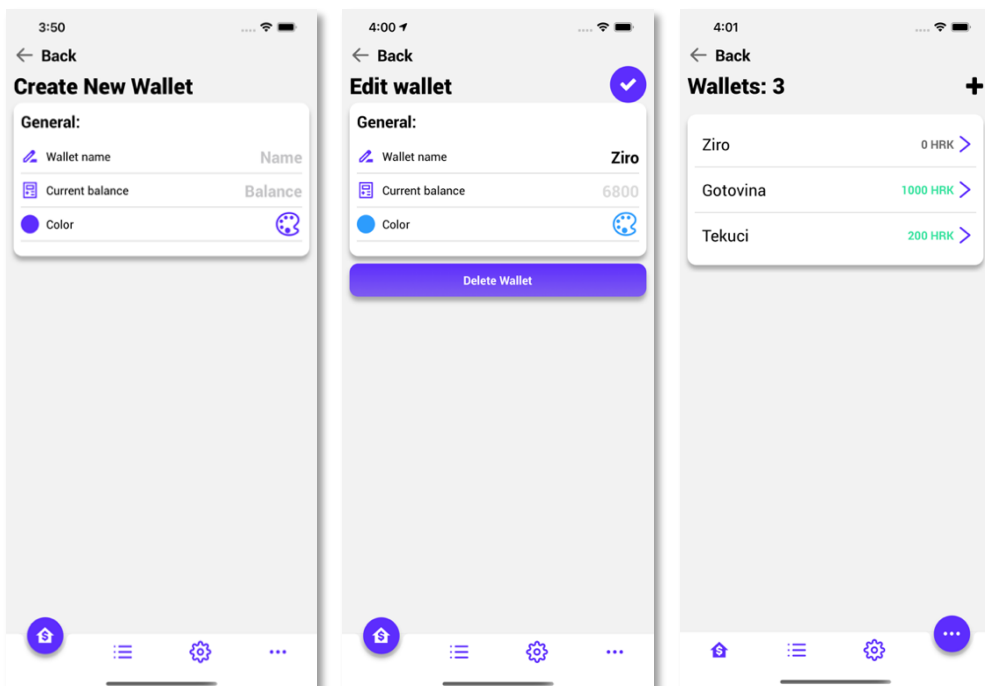 3:50
Back
Create New Wallet
General:
Wallet name Name
Current balance Balance
Color
4:00
Back
Edit wallet
General:
Wallet name Ziro
Current balance 6800
Color
Delete Wallet
4:01
Back
Wallets: 3
Ziro 0 HRK
Gotovina 1000 HRK
Tekuci 200 HRK